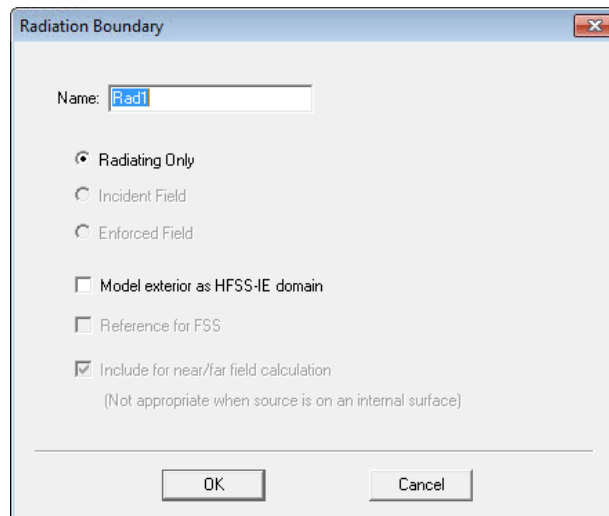 Radiation Boundary
Name: Rad1
Radiating Only
Incident Field
Enforced Field
Model exterior as HFSS-IE domain
Reference for FSS
Include for near/far field calculation
(Not appropriate when source is on an internal surface)
OK Cancel